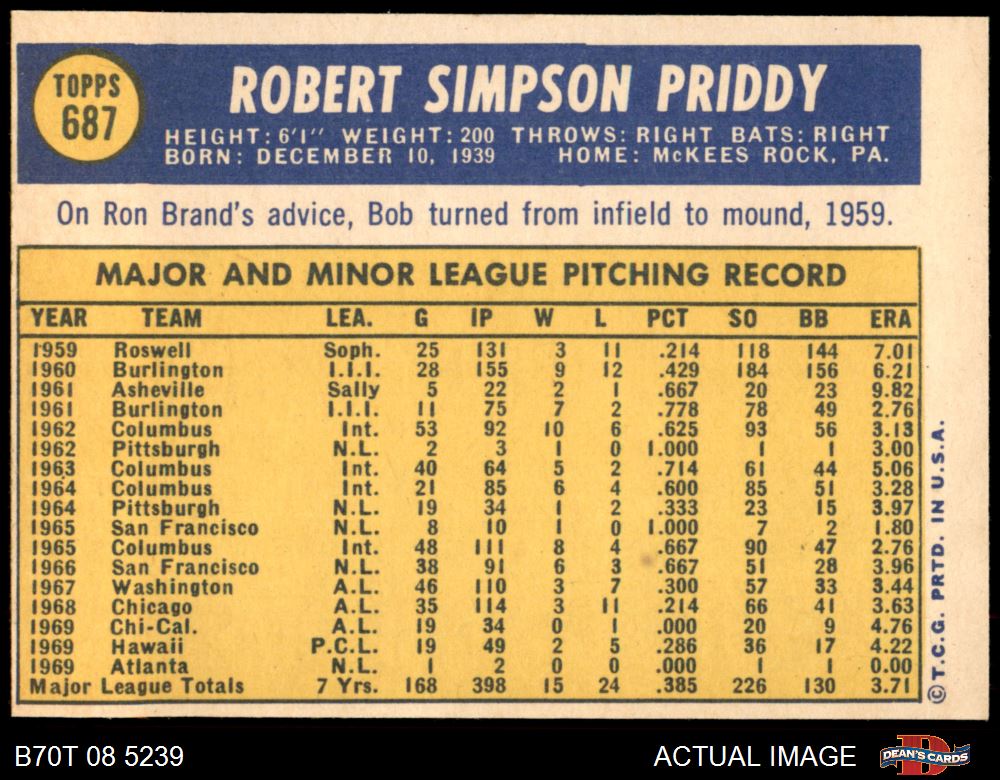 TOPPS
687
ROBERT SIMPSON PRIDDY
HEIGHT: 6'1" WEIGHT: 200 THROWS: RIGHT BATS: RIGHT
BORN: DECEMBER 10, 1939 HOME: McKEES ROCK, PA.
On Ron Brand's advice, Bob turned from infield to mound, 1959.
MAJOR AND MINOR LEAGUE PITCHING RECORD
YEAR TEAM LEA. G IP W L PCT SO BB ERA
1959 Roswell Soph. 25 131 3 11 .214 118 144 7.01
1960 Burlington I.I.I. 28 155 9 12 .429 184 156 6.21
1961 Asheville Sally 5 22 2 1 .667 20 23 9.82
1961 Burlington I.I.I. 11 75 7 2 .778 78 49 2.76
1962 Columbus Int. 53 92 10 6 .625 93 56 3.13
1962 Pittsburgh N.L. 2 3 1 0 1.000 1 1 3.00
1963 Columbus Int. 40 64 5 2 .714 61 44 5.06
1964 Columbus Int. 21 85 6 4 .600 85 51 3.28
1964 Pittsburgh N.L. 19 34 1 2 .333 23 15 3.97
1965 San Francisco N.L. 8 10 1 0 1.000 7 2 1.80
1965 Columbus Int. 48 111 8 4 .667 90 47 2.76
1966 San Francisco N.L. 38 91 6 3 .667 51 28 3.96
1967 Washington A.L. 46 110 3 7 .300 57 33 3.44
1968 Chicago A.L. 35 114 3 11 .214 66 41 3.63
1969 Chi-Cal. A.L. 19 34 0 1 .000 20 9 4.76
1969 Hawaii P.C.L. 19 49 2 5 .286 36 17 4.22
1969 Atlanta N.L. 1 2 0 0 .000 1 1 0.00
Major League Totals 7 Yrs. 168 398 15 24 .385 226 130 3.71
© T.C.G. PRTD. IN U.S.A.
B70T 08 5239 ACTUAL IMAGE
DEAN'S CARDS